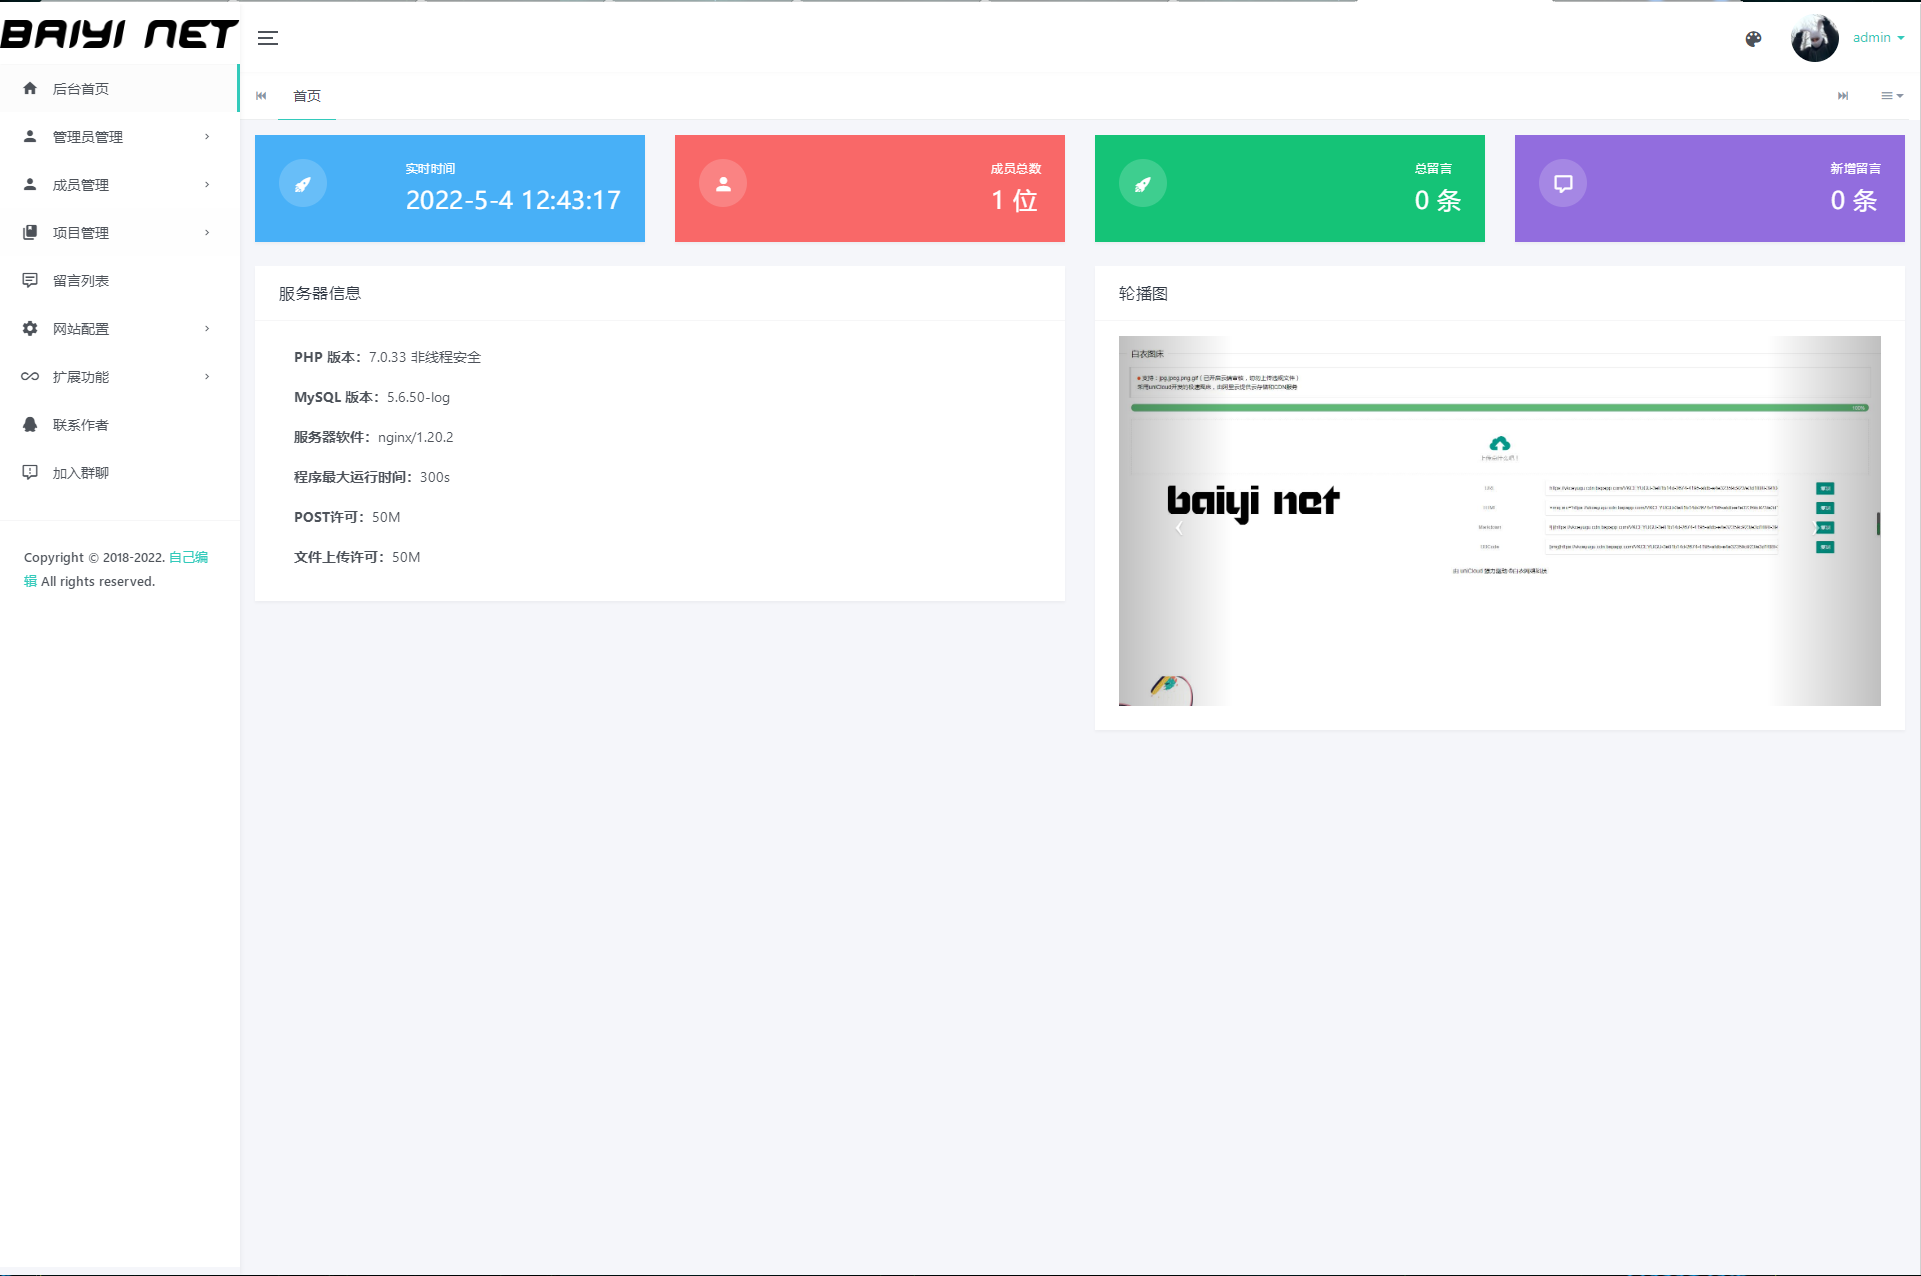 BAIYI NET
admin
后台首页
管理员管理
成员管理
项目管理
留言列表
网站配置
扩展功能
联系作者
加入群聊
Copyright © 2018-2022. 自己编
辑 All rights reserved.
首页
实时时间
2022-5-4 12:43:17
成员总数
1 位
总留言
0 条
新增留言
0 条
服务器信息
PHP 版本：7.0.33 非线程安全
MySQL 版本：5.6.50-log
服务器软件：nginx/1.20.2
程序最大运行时间：300s
POST许可：50M
文件上传许可：50M
轮播图
白衣图床
100%
baiyi net